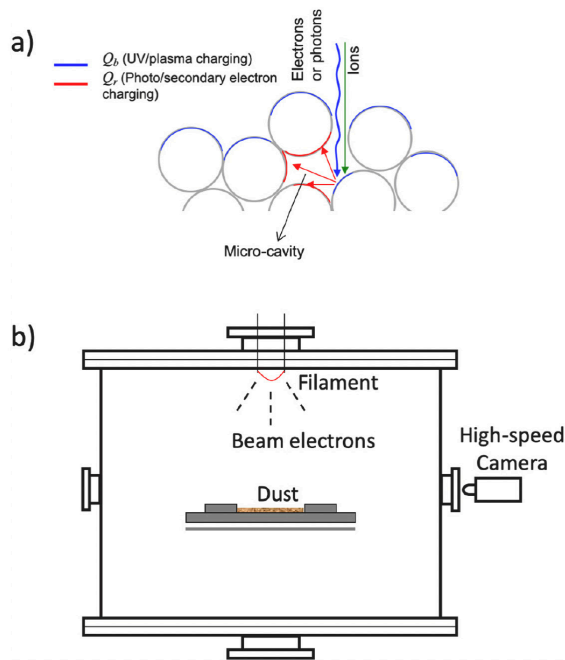 a)
Q_b (UV/plasma charging)
Q_r (Photo/secondary electron
charging)
Electrons
or photons
Ions
Micro-cavity
b)
Filament
Beam electrons
High-speed
Camera
Dust